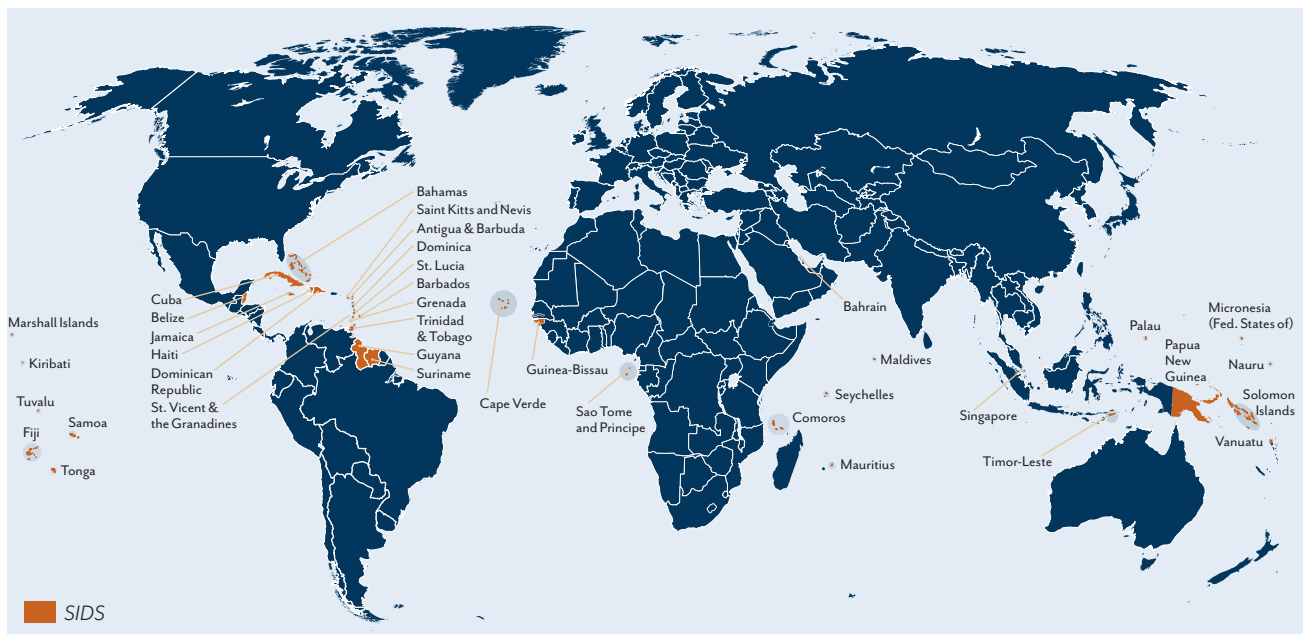 Bahamas
Saint Kitts and Nevis
Antigua & Barbuda
Dominica
St. Lucia
Barbados
Grenada
Trinidad
& Tobago
Guyana
Suriname
Cuba
Belize
Jamaica
Haiti
Dominican
Republic
St. Vicent &
the Granadines
Marshall Islands
Kiribati
Tuvalu
Samoa
Fiji
Tonga
Cape Verde
Guinea-Bissau
Sao Tome
and Principe
Bahrain
Maldives
Seychelles
Comoros
Mauritius
Singapore
Timor-Leste
Palau
Micronesia
(Fed. States of)
Papua
New
Guinea
Nauru
Solomon
Islands
Vanuatu
SIDS